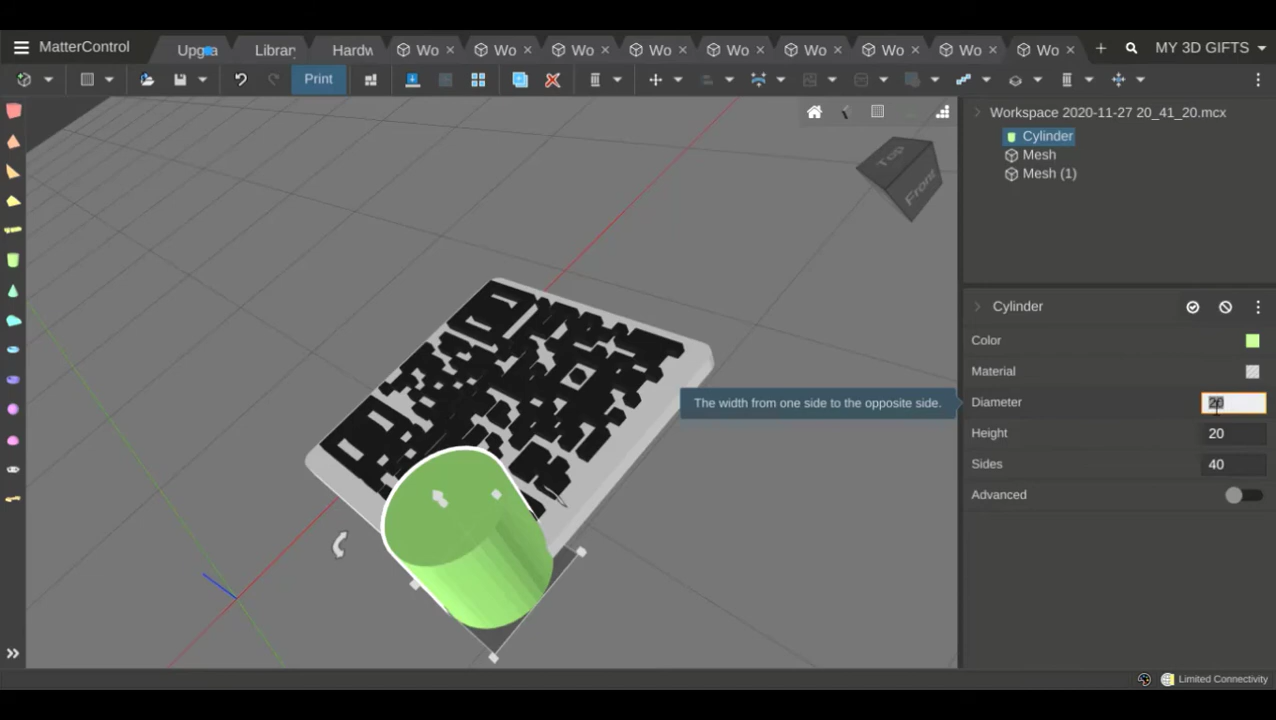 MatterControl
Upgra
Library
Hardw
Wo
Wo
Wo
Wo
Wo
Wo
Wo
Wo
Wo
MY 3D GIFTS
Print
Workspace 2020-11-27 20_41_20.mcx
Cylinder
Mesh
Mesh (1)
Top
Front
Cylinder
Color
Material
The width from one side to the opposite side.
Diameter
20
Height
20
Sides
40
Advanced
Limited Connectivity